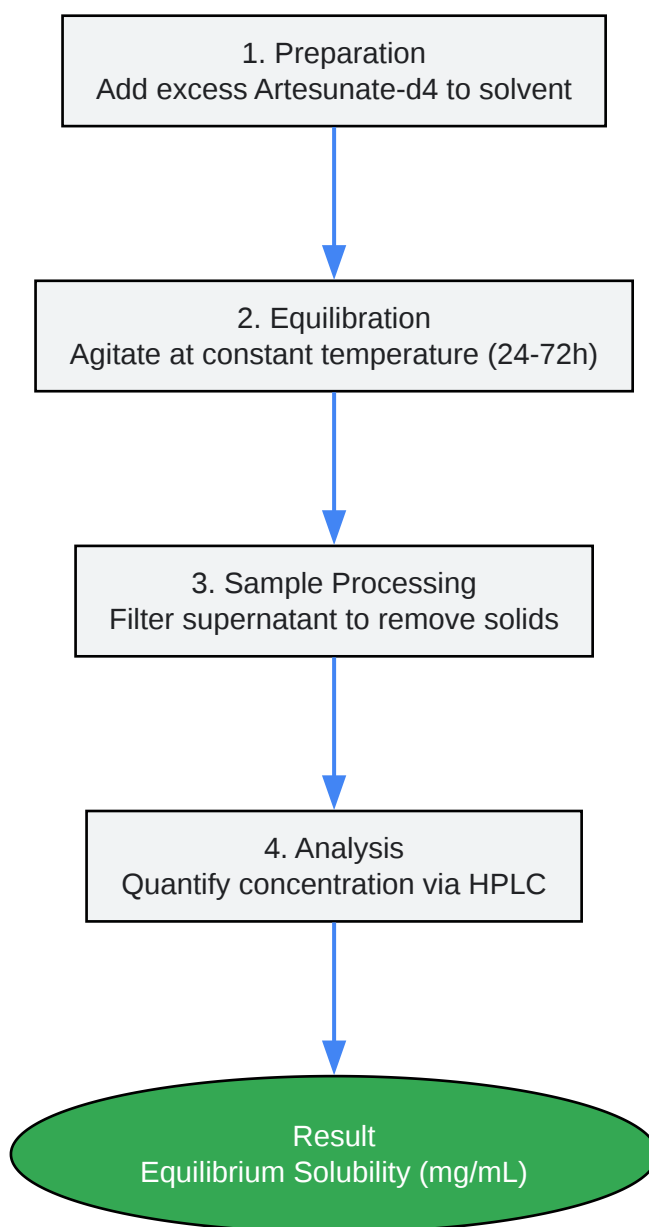 1. Preparation
Add excess Artesunate-d4 to solvent
2. Equilibration
Agitate at constant temperature (24-72h)
3. Sample Processing
Filter supernatant to remove solids
4. Analysis
Quantify concentration via HPLC
Result
Equilibrium Solubility (mg/mL)